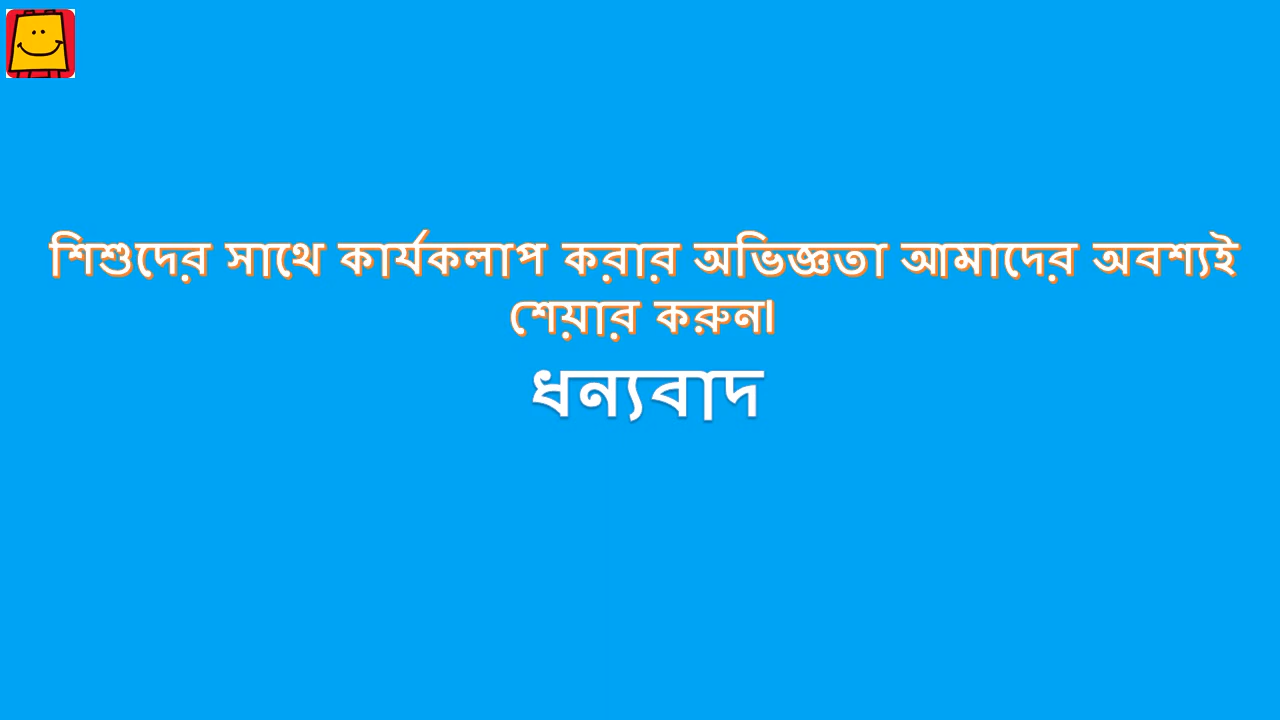 শিশুদের সাথে কার্যকলাপ করার অভিজ্ঞতা আমাদের অবশ্যই
শেয়ার করুন।
ধন্যবাদ